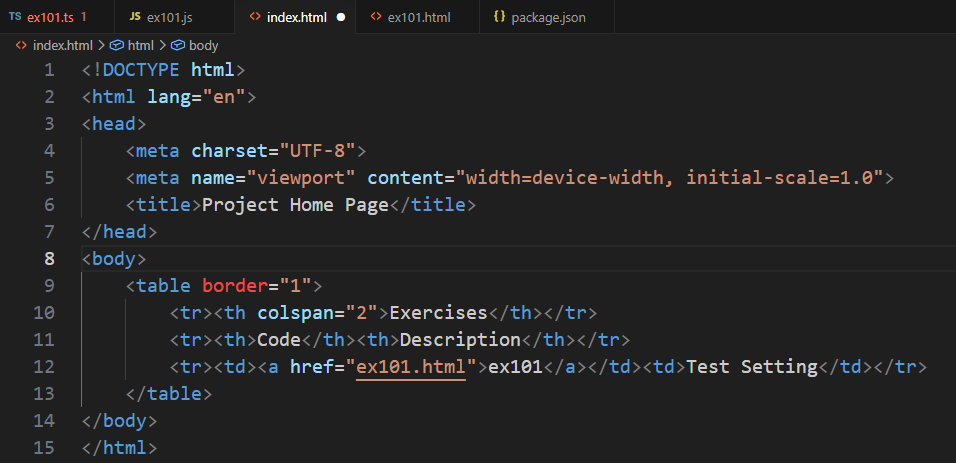 TS ex101.ts 1 JS ex101.js <> index.html ● <> ex101.html {} package.json
<> index.html > html > body
1 <!DOCTYPE html>
2 <html lang="en">
3 <head>
4     <meta charset="UTF-8">
5     <meta name="viewport" content="width=device-width, initial-scale=1.0">
6     <title>Project Home Page</title>
7 </head>
8 <body>
9     <table border="1">
10         <tr><th colspan="2">Exercises</th></tr>
11         <tr><th>Code</th><th>Description</th></tr>
12         <tr><td><a href="ex101.html">ex101</a></td><td>Test Setting</td></tr>
13     </table>
14 </body>
15 </html>